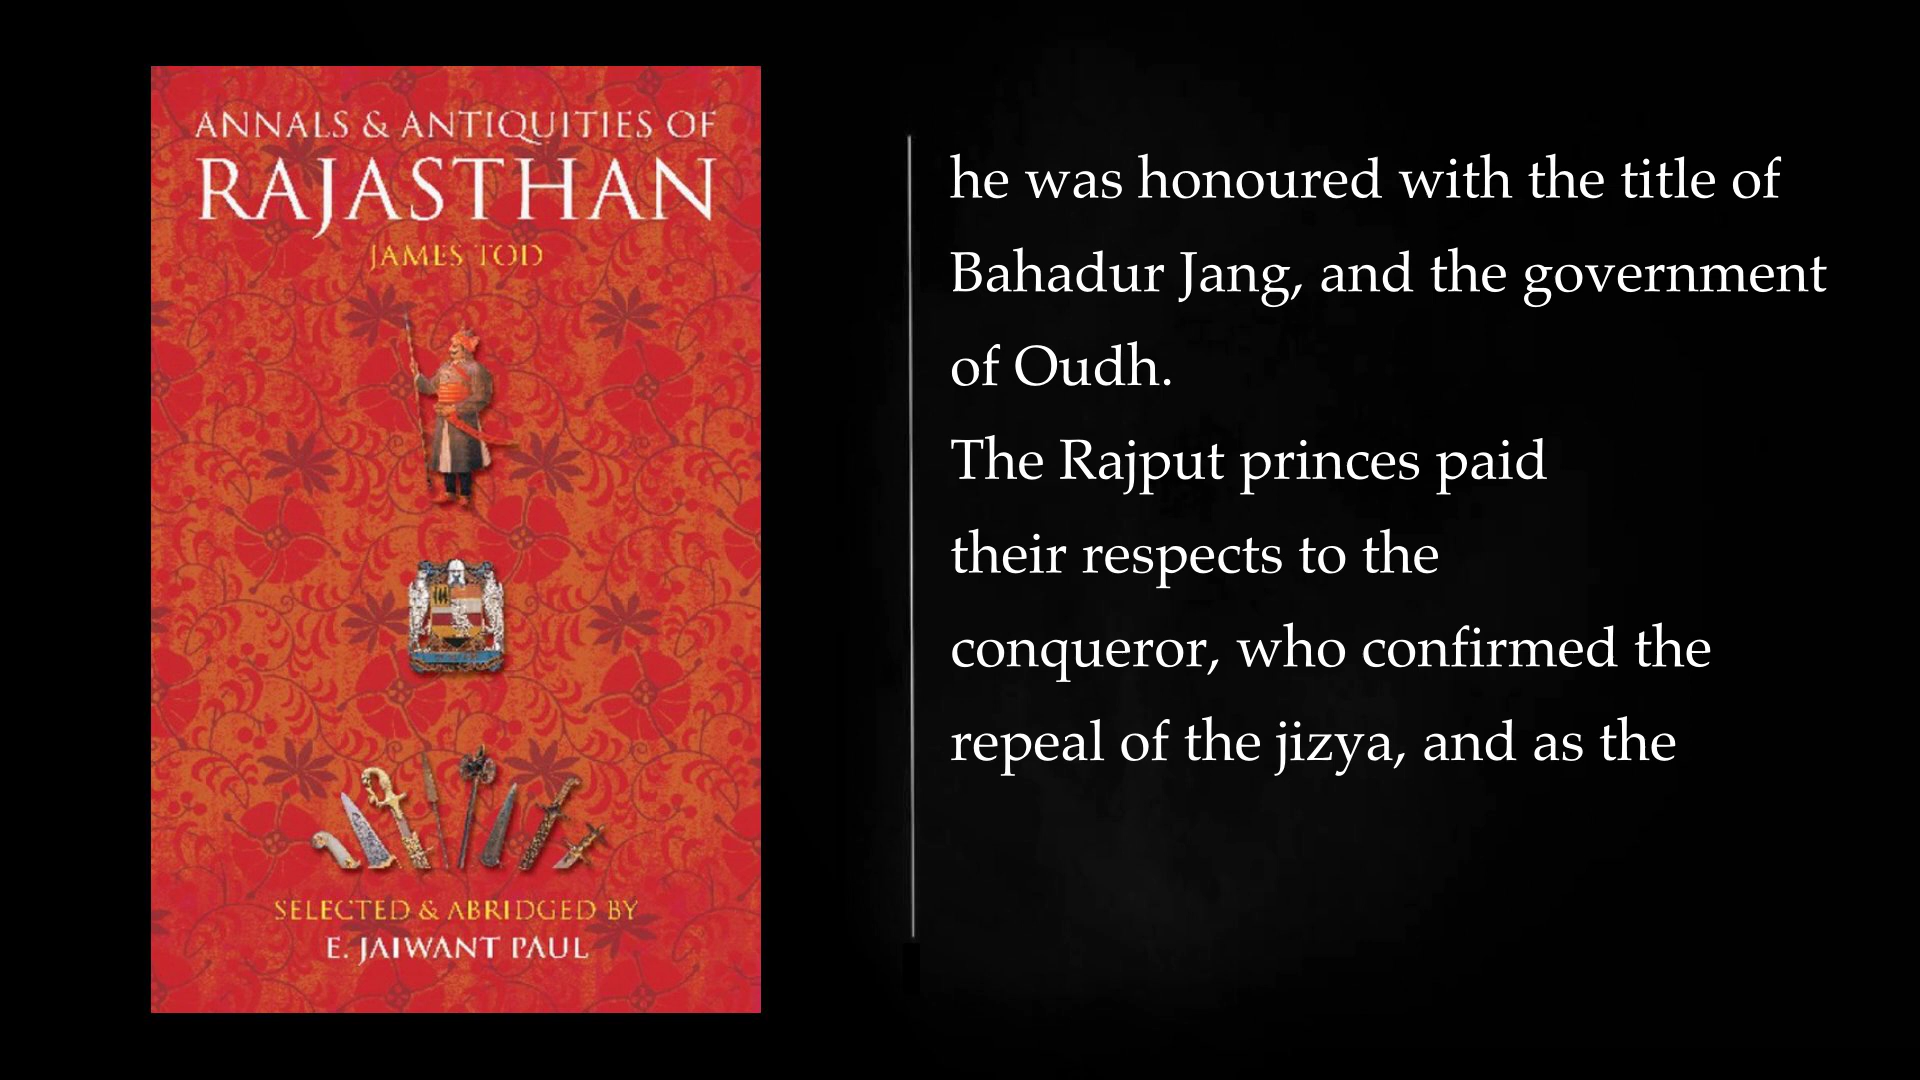 ANNALS & ANTIQUITIES OF
RAJASTHAN
JAMES TOD
SELECTED & ABRIDGED BY
E. JAIWANT PAUL
he was honoured with the title of
Bahadur Jang, and the government
of Oudh.
The Rajput princes paid
their respects to the
conqueror, who confirmed the
repeal of the jizya, and as the